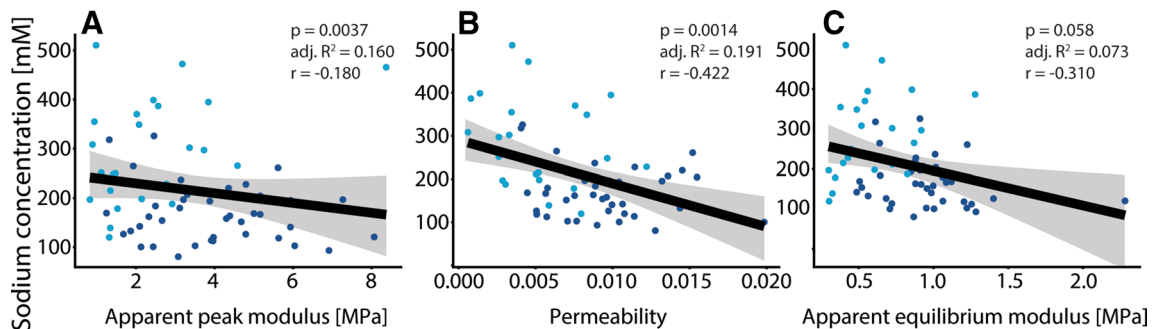 A
p = 0.0037
adj. R² = 0.160
r = -0.180
Sodium concentration [mM]
500
400
300
200
100
2
4
6
8
Apparent peak modulus [MPa]
B
p = 0.0014
adj. R² = 0.191
r = -0.422
500
400
300
200
100
0.000
0.005
0.010
0.015
0.020
Permeability
C
p = 0.058
adj. R² = 0.073
r = -0.310
500
400
300
200
100
0.5
1.0
1.5
2.0
Apparent equilibrium modulus [MPa]